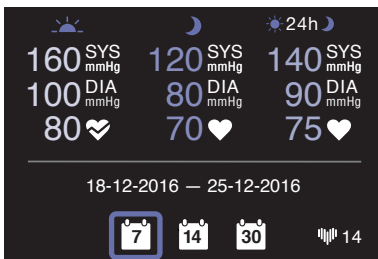 24h
160 SYS mmHg 120 SYS mmHg 140 SYS mmHg
100 DIA mmHg 80 DIA mmHg 90 DIA mmHg
80 70 75
18-12-2016 — 25-12-2016
7 14 30 14